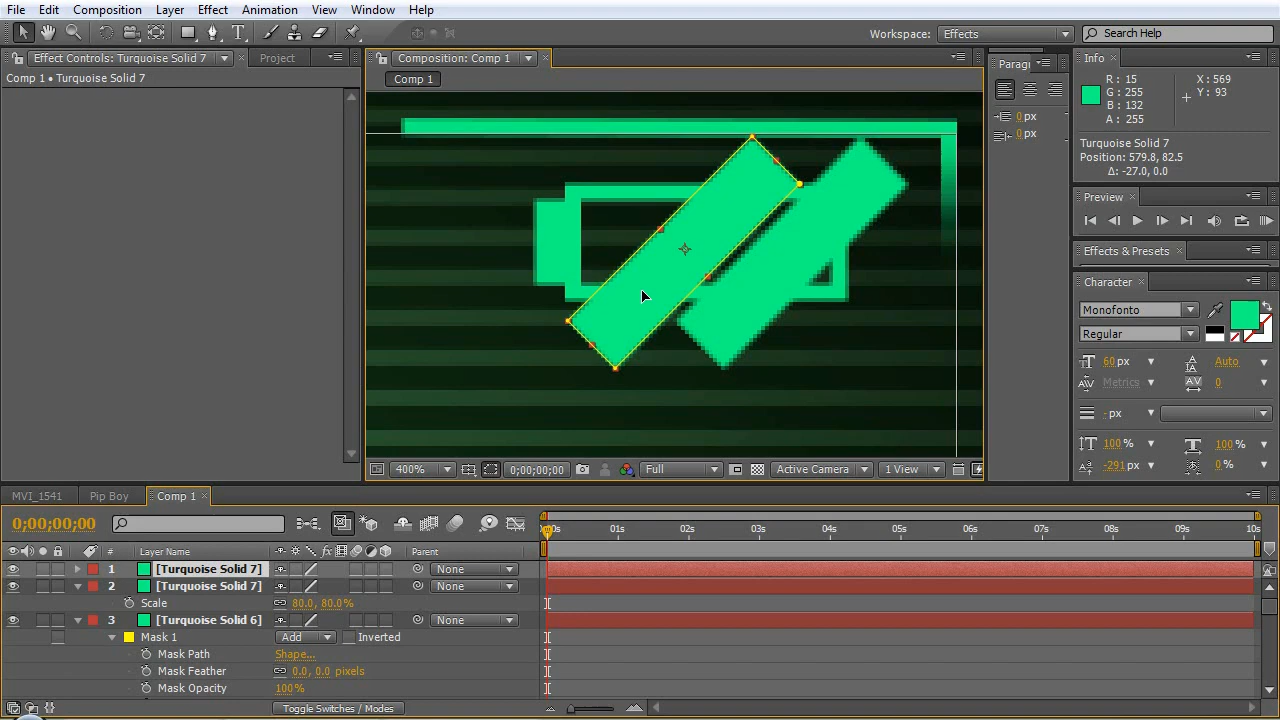 File Edit Composition Layer Effect Animation View Window Help
Workspace: Effects Search Help
Effect Controls: Turquoise Solid 7 Project
Comp 1 • Turquoise Solid 7
Composition: Comp 1
Comp 1
Paragr
0 px
0 px
Info
R : 15
G : 255
B : 132
A : 255
X : 569
Y : 93
Turquoise Solid 7
Position: 579.8, 82.5
Δ: -27.0, 0.0
Preview
Effects & Presets
Character
Monofonto
Regular
60 px Auto
Metrics 0
- px
100 % 100 %
-291 px 0 %
400% 0;00;00;00 Full Active Camera 1 View
MVI_1541 Pip Boy Comp 1
0;00;00;00
00s 01s 02s 03s 04s 05s 06s 07s 08s 09s 10s
# Layer Name fx Parent
1 [Turquoise Solid 7] None
2 [Turquoise Solid 7] None
Scale 80.0, 80.0%
3 [Turquoise Solid 6] None
Mask 1 Add Inverted
Mask Path Shape...
Mask Feather 0.0, 0.0 pixels
Mask Opacity 100%
Toggle Switches / Modes